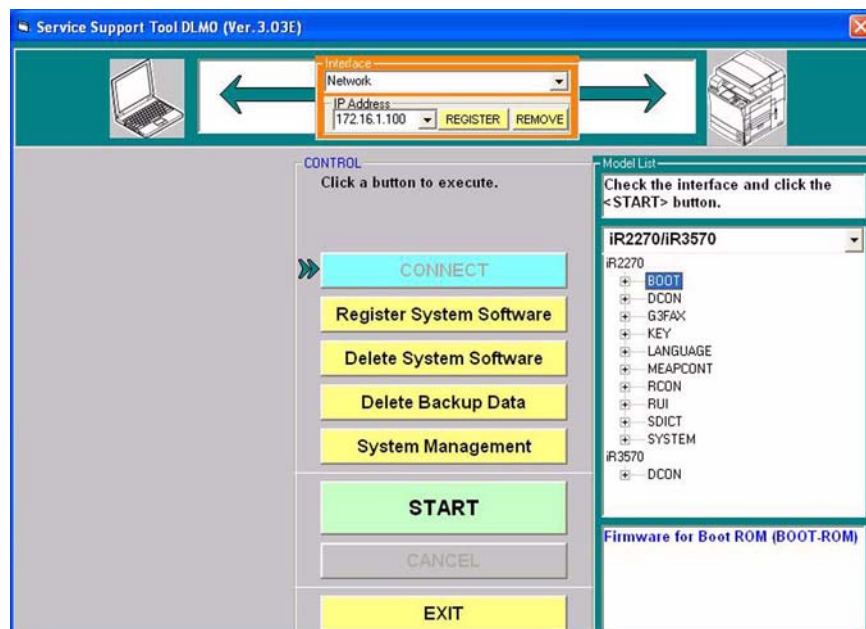 Service Support Tool DLM0 (Ver.3.03E)
Interface
Network
IP Address
172.16.1.100
REGISTER
REMOVE
CONTROL
Click a button to execute.
CONNECT
Register System Software
Delete System Software
Delete Backup Data
System Management
START
CANCEL
EXIT
Model List
Check the interface and click the
<START> button.
iR2270/iR3570
iR2270
BOOT
DCON
G3FAX
KEY
LANGUAGE
MEAPCONT
RCON
RUI
SDICT
SYSTEM
iR3570
DCON
Firmware for Boot ROM (BOOT-ROM)